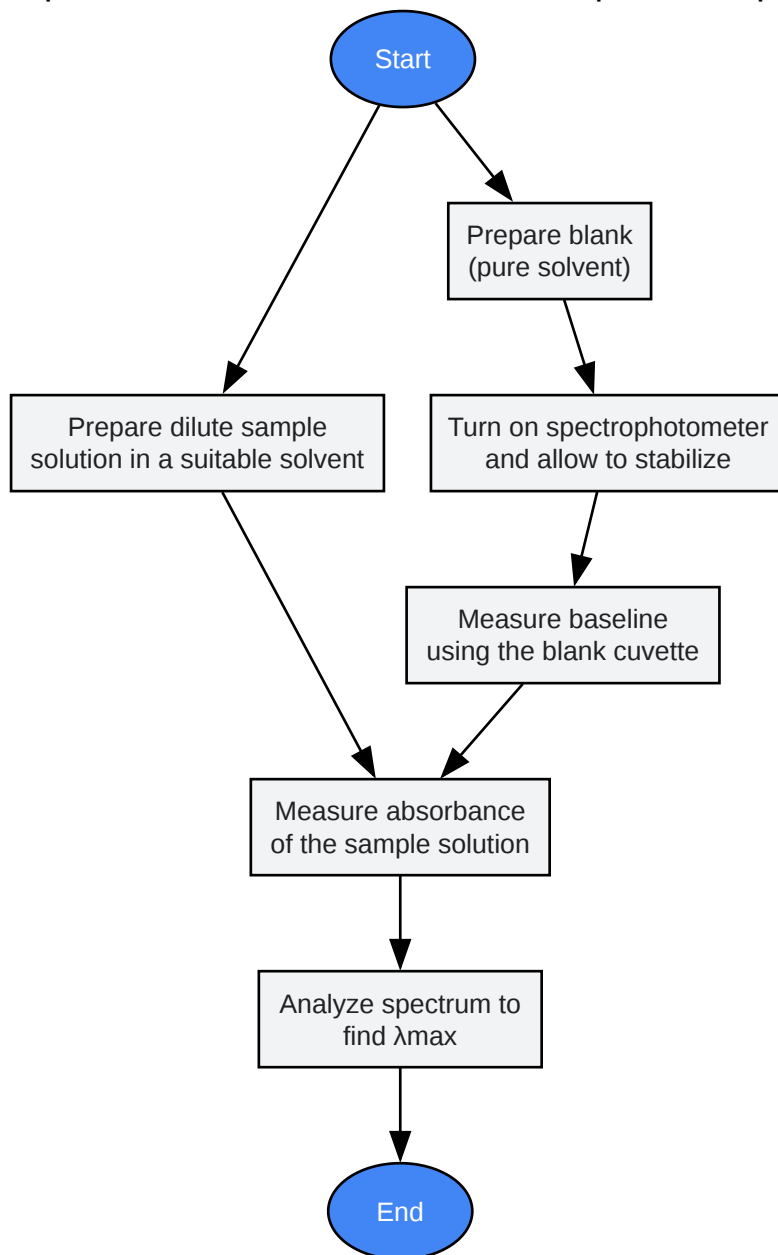 Start
Prepare blank
(pure solvent)
Prepare dilute sample
solution in a suitable solvent
Turn on spectrophotometer
and allow to stabilize
Measure baseline
using the blank cuvette
Measure absorbance
of the sample solution
Analyze spectrum to
find λmax
End